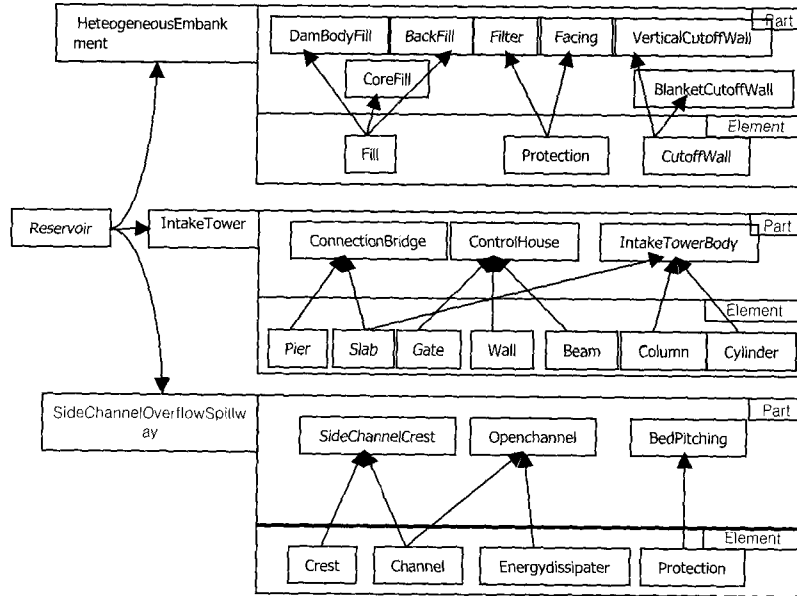 HeteogeneousEmbank
ment
Part
DamBodyFill
BackFill
Filter
Facing
VerticalCutoffWall
CoreFill
BlanketCutoffWall
Element
Fill
Protection
CutoffWall
Reservoir
IntakeTower
Part
ConnectionBridge
ControlHouse
IntakeTowerBody
Element
Pier
Slab
Gate
Wall
Beam
Column
Cylinder
SideChannelOverflowSpillw
ay
Part
SideChannelCrest
Openchannel
BedPitching
Element
Crest
Channel
Energydissipater
Protection